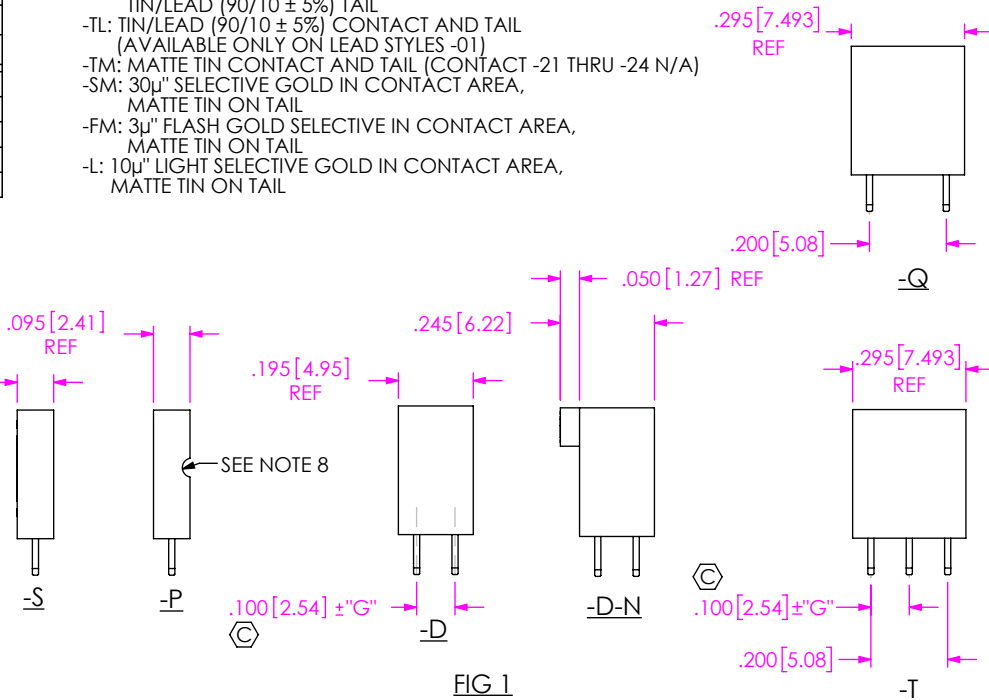 TIN/LEAD (90/10 ± 5%) TAIL
-TL: TIN/LEAD (90/10 ± 5%) CONTACT AND TAIL
(AVAILABLE ONLY ON LEAD STYLES -01)
-TM: MATTE TIN CONTACT AND TAIL (CONTACT -21 THRU -24 N/A)
-SM: 30µ" SELECTIVE GOLD IN CONTACT AREA,
MATTE TIN ON TAIL
-FM: 3µ" FLASH GOLD SELECTIVE IN CONTACT AREA,
MATTE TIN ON TAIL
-L: 10µ" LIGHT SELECTIVE GOLD IN CONTACT AREA,
MATTE TIN ON TAIL
.295[7.493]
REF
.200[5.08]
-Q
.095[2.41]
REF
-S
-P
SEE NOTE 8
.195[4.95]
REF
.100[2.54] ±"G"
C
-D
.050[1.27] REF
.245[6.22]
-D-N
C
.295[7.493]
REF
.100[2.54]±"G"
.200[5.08]
-T
FIG 1